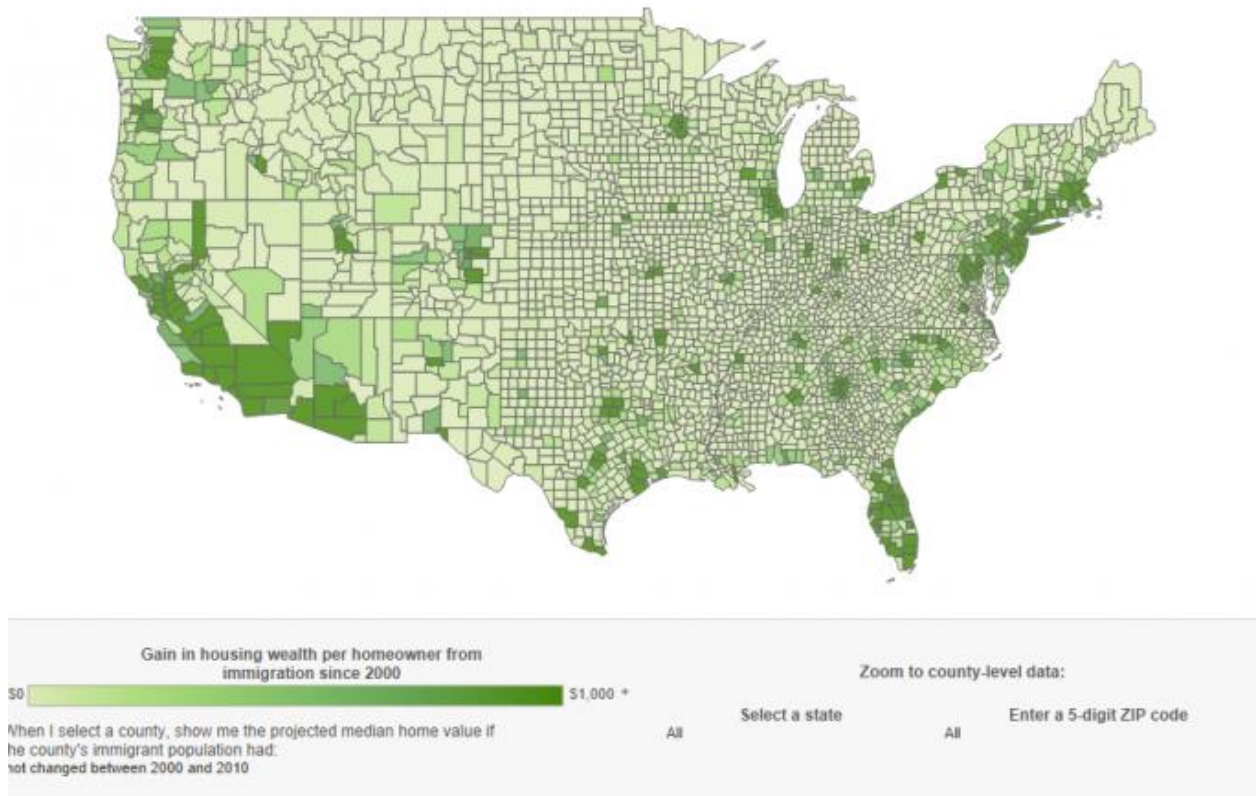 Gain in housing wealth per homeowner from
immigration since 2000
$0
$1,000 +
When I select a county, show me the projected median home value if
the county's immigrant population had:
not changed between 2000 and 2010
Zoom to county-level data:
Select a state
All
Enter a 5-digit ZIP code
All